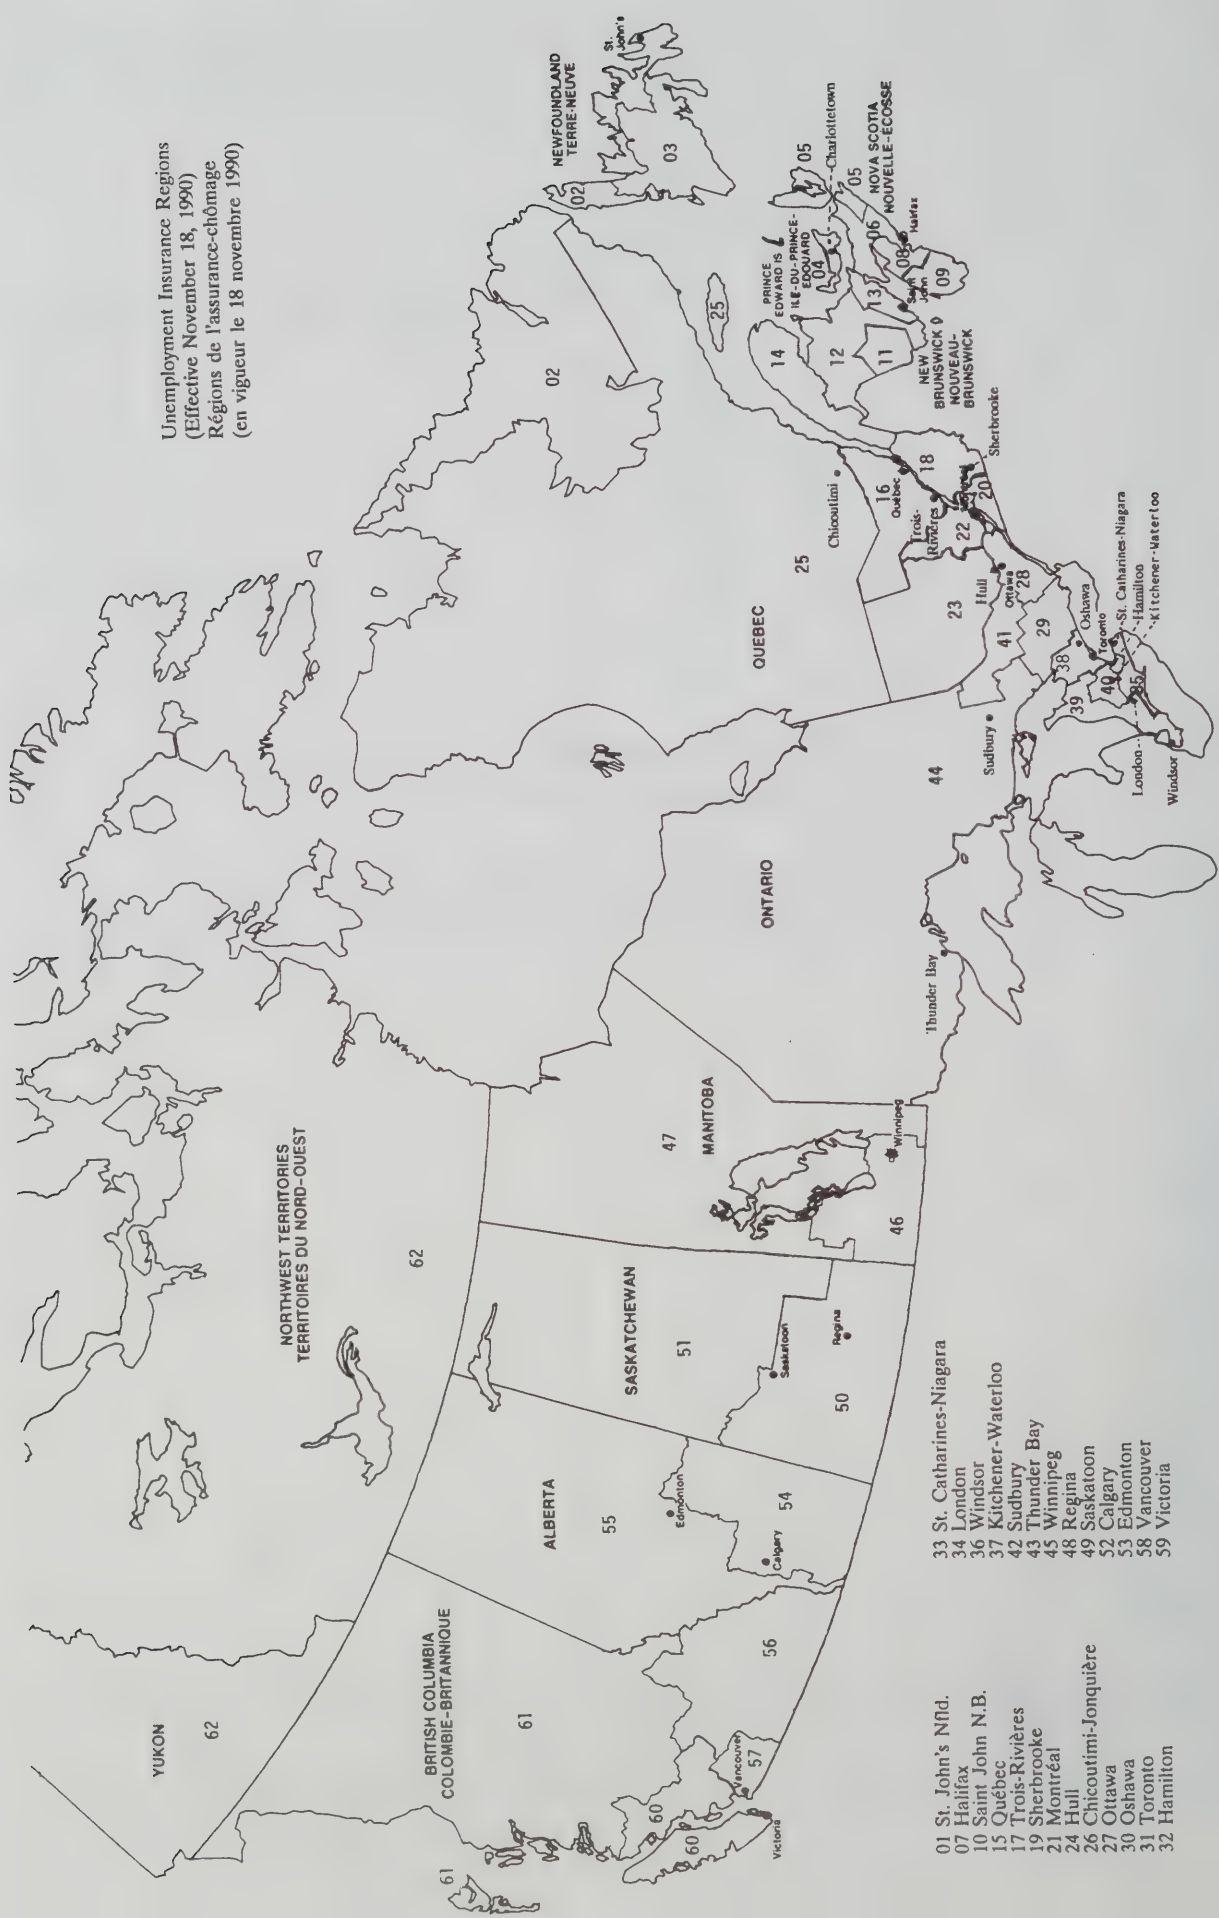 Unemployment Insurance Regions
(Effective November 18, 1990)
Régions de l'assurance-chômage
(en vigueur le 18 novembre 1990)
YUKON
62
NORTHWEST TERRITORIES
TERRITOIRES DU NORD-OUEST
62
BRITISH COLUMBIA
COLOMBIE-BRITANNIQUE
61
61
60
60
57
56
Vancouver
Victoria
ALBERTA
55
Edmonton
54
Calgary
SASKATCHEWAN
51
Saskatoon
Regina
50
47
MANITOBA
Winnipeg
46
ONTARIO
Thunder Bay
44
Sudbury
41
Hull
Ottawa
28
29
38
39
40
35
Oshawa
Toronto
St. Catharines-Niagara
Hamilton
Kitchener-Waterloo
London
Windsor
QUEBEC
25
25
23
Chicoutimi
16
Québec
Trois-
Rivières
22
18
20
Sherbrooke
14
NEWFOUNDLAND
TERRE-NEUVE
02
02
03
St.
John's
PRINCE
EDWARD IS
ILE-DU-PRINCE-
EDOUARD
04
Charlottetown
05
05
NOVA SCOTIA
NOUVELLE-ECOSSE
06
08
Halifax
09
Saint
John
13
12
11
NEW
BRUNSWICK
NOUVEAU-
BRUNSWICK
01 St. John's Nfld.
07 Halifax
10 Saint John N.B.
15 Québec
17 Trois-Rivières
19 Sherbrooke
21 Montréal
24 Hull
26 Chicoutimi-Jonquière
27 Ottawa
30 Oshawa
31 Toronto
32 Hamilton
33 St. Catharines-Niagara
34 London
36 Windsor
37 Kitchener-Waterloo
42 Sudbury
43 Thunder Bay
45 Winnipeg
48 Regina
49 Saskatoon
52 Calgary
53 Edmonton
58 Vancouver
59 Victoria